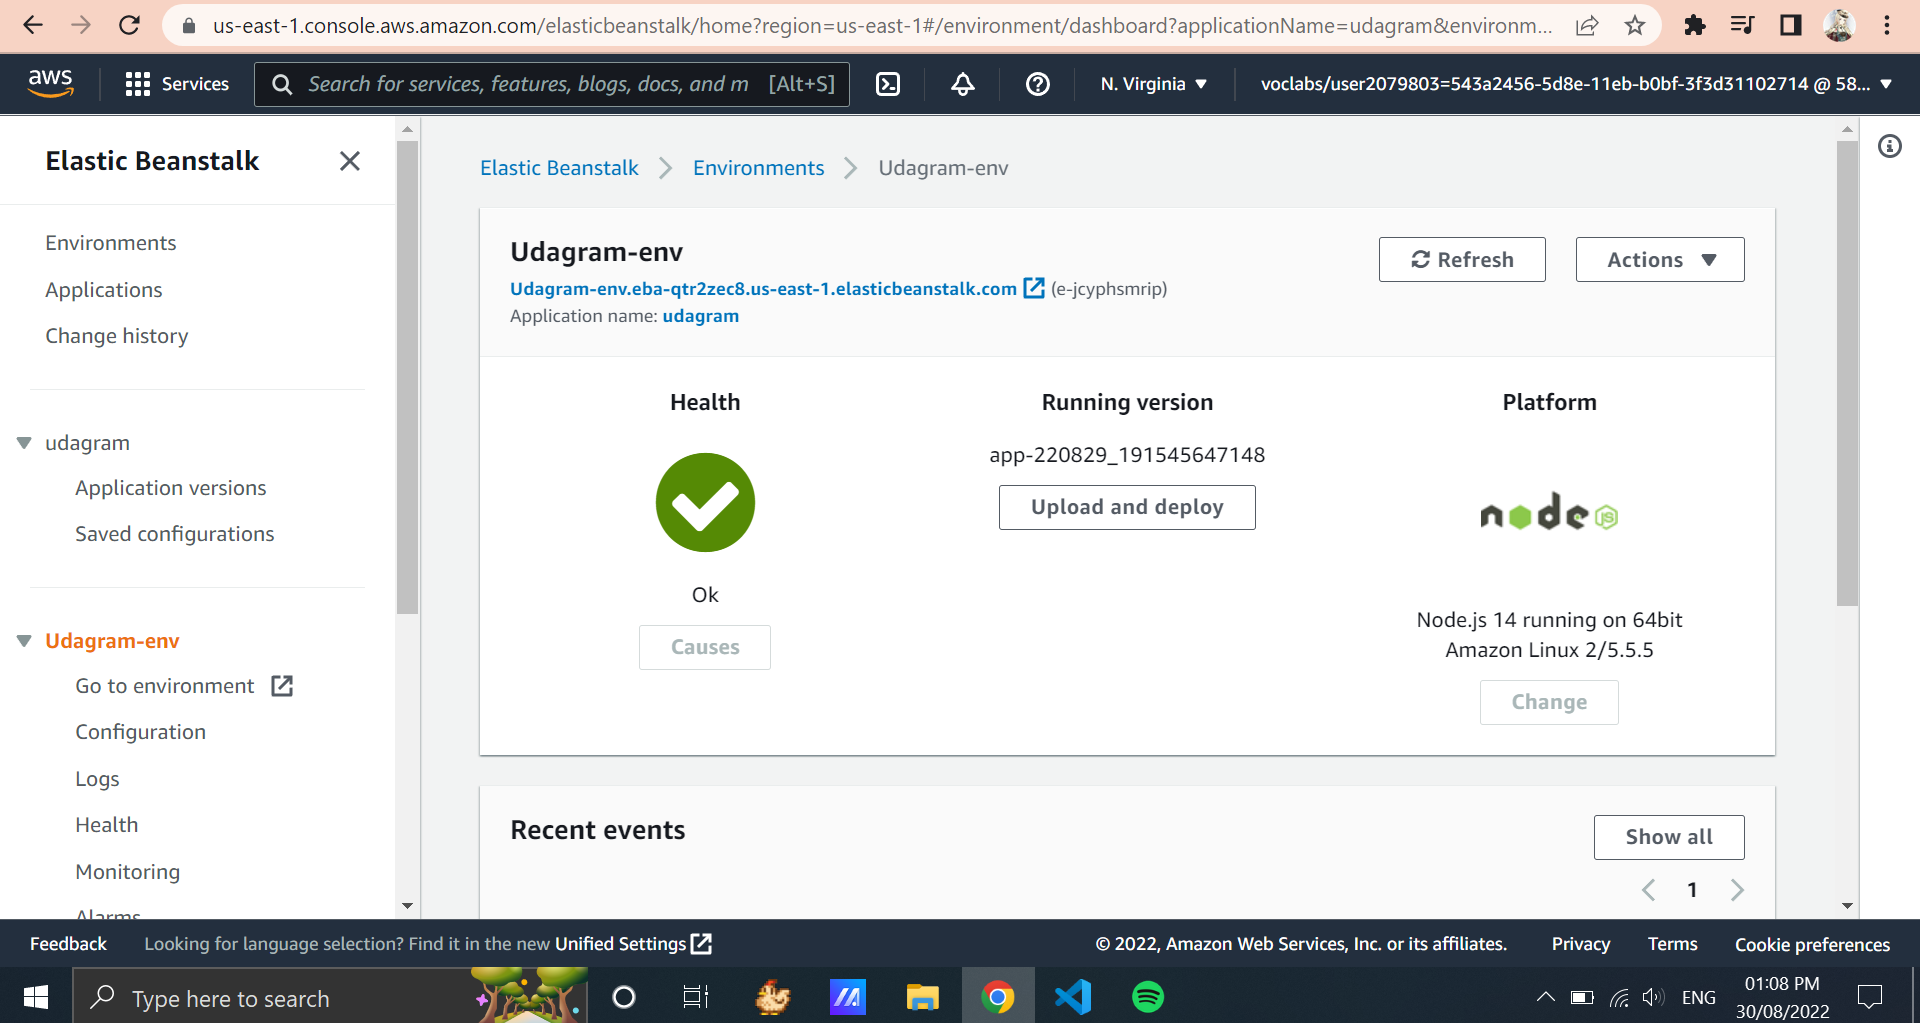 us-east-1.console.aws.amazon.com/elasticbeanstalk/home?region=us-east-1#/environment/dashboard?applicationName=udagram&environm...
aws
Services
Search for services, features, blogs, docs, and m [Alt+S]
N. Virginia
voclabs/user2079803=543a2456-5d8e-11eb-b0bf-3f3d31102714 @ 58...
Elastic Beanstalk
Environments
Applications
Change history
udagram
Application versions
Saved configurations
Udagram-env
Go to environment
Configuration
Logs
Health
Monitoring
Alarms
Elastic Beanstalk > Environments > Udagram-env
Udagram-env
Udagram-env.eba-qtr2zec8.us-east-1.elasticbeanstalk.com (e-jcyphsmrip)
Application name: udagram
Refresh
Actions
Health
Ok
Causes
Running version
app-220829_191545647148
Upload and deploy
Platform
node JS
Node.js 14 running on 64bit
Amazon Linux 2/5.5.5
Change
Recent events
Show all
1
Feedback
Looking for language selection? Find it in the new Unified Settings
© 2022, Amazon Web Services, Inc. or its affiliates.
Privacy
Terms
Cookie preferences
Type here to search
ENG
01:08 PM
30/08/2022